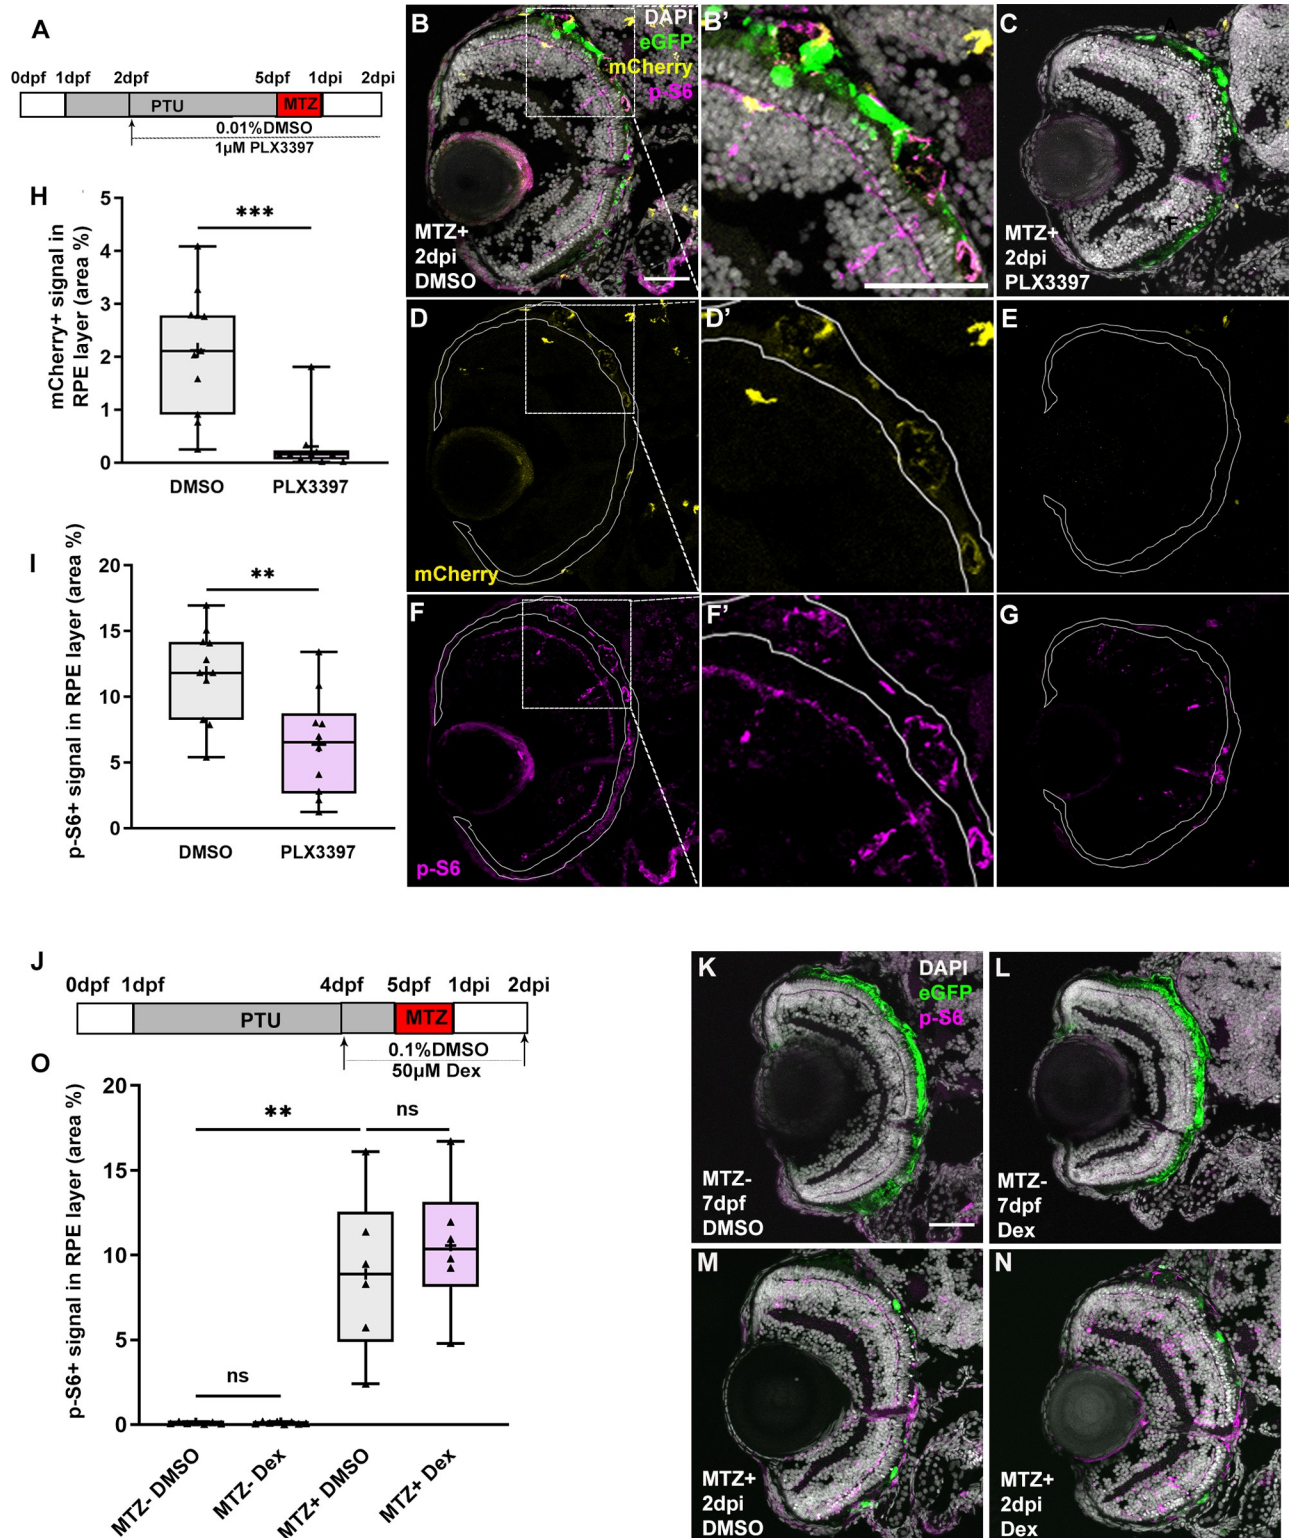 A
0dpf 1dpf 2dpf 5dpf 1dpi 2dpi
PTU MTZ
0.01%DMSO
1µM PLX3397
B
DAPI
eGFP
mCherry
p-S6
MTZ+
2dpi
DMSO
B’
C
MTZ+
2dpi
PLX3397
D
mCherry
D’
E
F
p-S6
F’
G
H
mCherry+ signal in
RPE layer (area %)
5
4
3
2
1
0
***
DMSO PLX3397
I
p-S6+ signal in RPE layer (area %)
20
15
10
5
0
**
DMSO PLX3397
J
0dpf 1dpf 4dpf 5dpf 1dpi 2dpi
PTU MTZ
0.1%DMSO
50µM Dex
K
DAPI
eGFP
p-S6
MTZ-
7dpf
DMSO
L
MTZ-
7dpf
Dex
M
MTZ+
2dpi
DMSO
N
MTZ+
2dpi
Dex
O
p-S6+ signal in RPE layer (area %)
20
15
10
5
0
** ns
ns
MTZ- DMSO
MTZ- Dex
MTZ+ DMSO
MTZ+ Dex